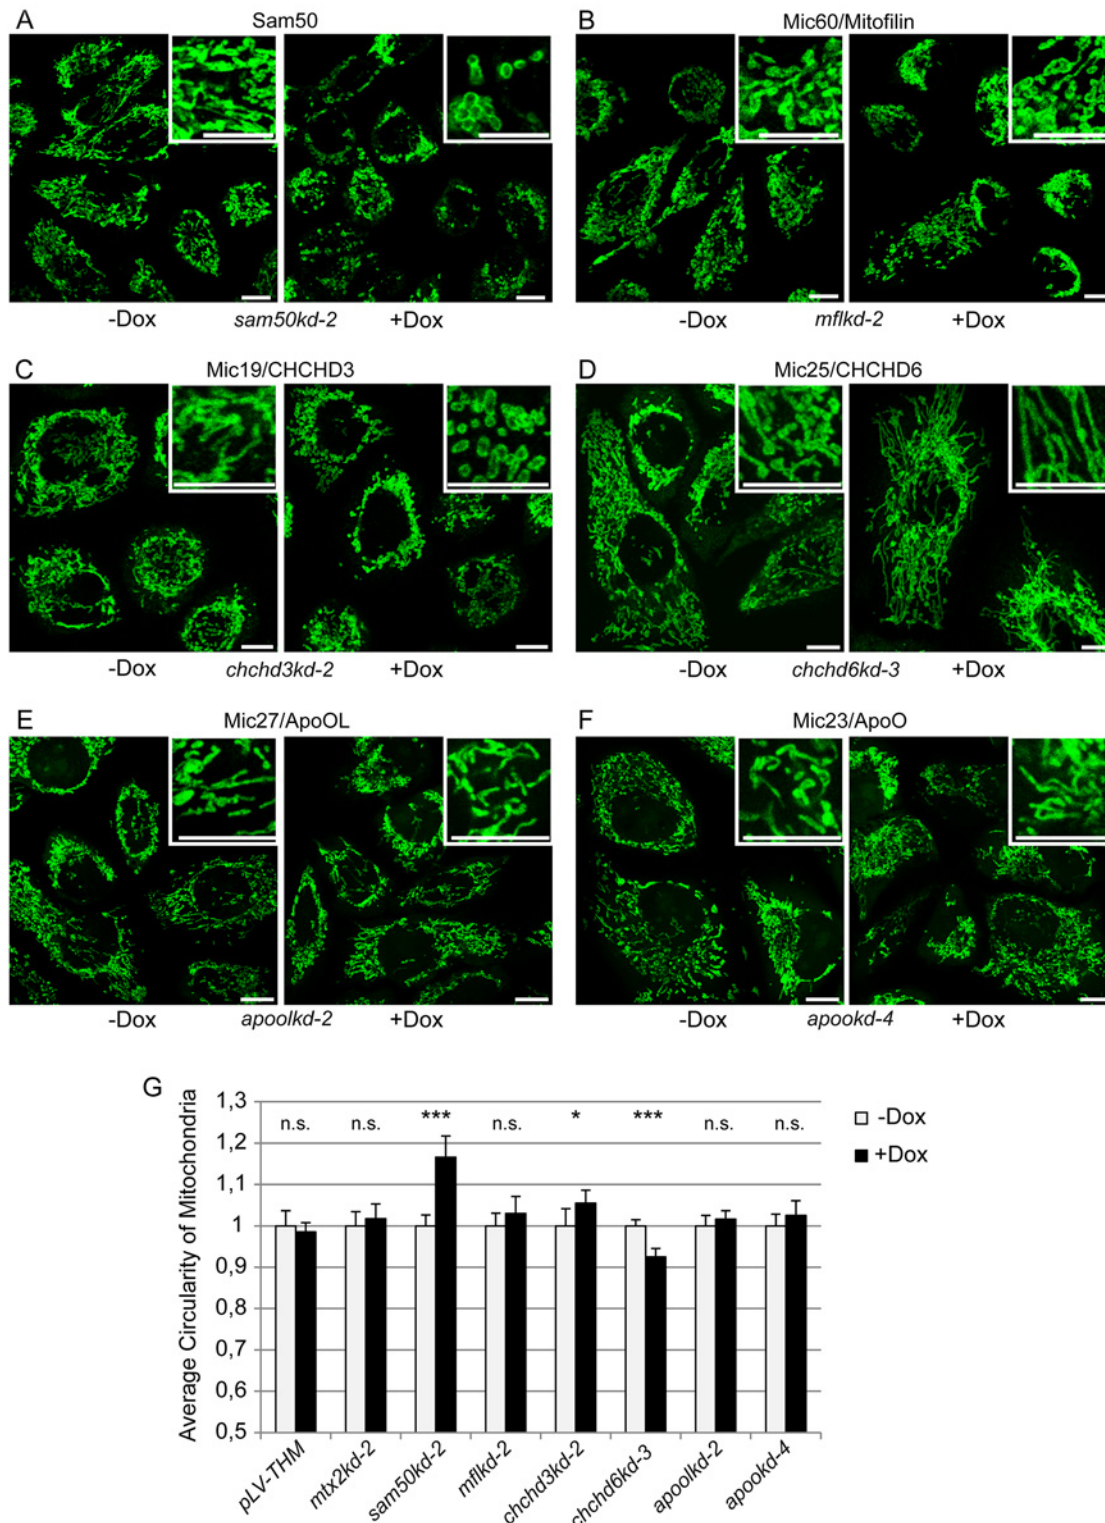 A Sam50
B Mic60/Mitofilin
-Dox sam50kd-2 +Dox
-Dox mflkd-2 +Dox
C Mic19/CHCHD3
D Mic25/CHCHD6
-Dox chchd3kd-2 +Dox
-Dox chchd6kd-3 +Dox
E Mic27/ApoOL
F Mic23/ApoO
-Dox apoolkd-2 +Dox
-Dox apookd-4 +Dox
G
Average Circularity of Mitochondria
1,3
1,2
1,1
1
0,9
0,8
0,7
0,6
0,5
n.s. n.s. *** n.s. * *** n.s. n.s.
-Dox
+Dox
pLV-THM
mtx2kd-2
sam50kd-2
mflkd-2
chchd3kd-2
chchd6kd-3
apoolkd-2
apookd-4